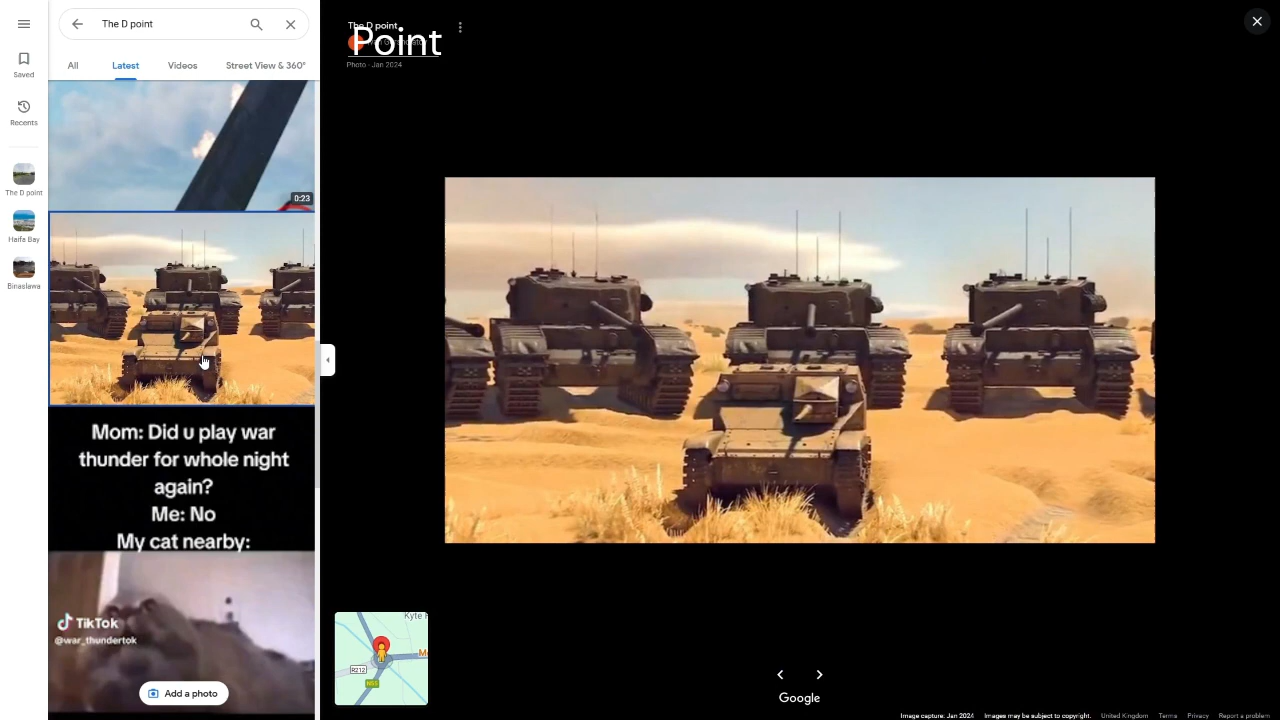 The D point
All
Latest
Videos
Street View & 360°
Saved
Recents
The D point
Haifa Bay
Binaslawa
0:23
Mom: Did u play war
thunder for whole night
again?
Me: No
My cat nearby:
TikTok
@war_thundertok
Add a photo
The D point
Point
Photo - Jan 2024
R212
N55
Google
Image capture: Jan 2024
Images may be subject to copyright.
United Kingdom
Terms
Privacy
Report a problem